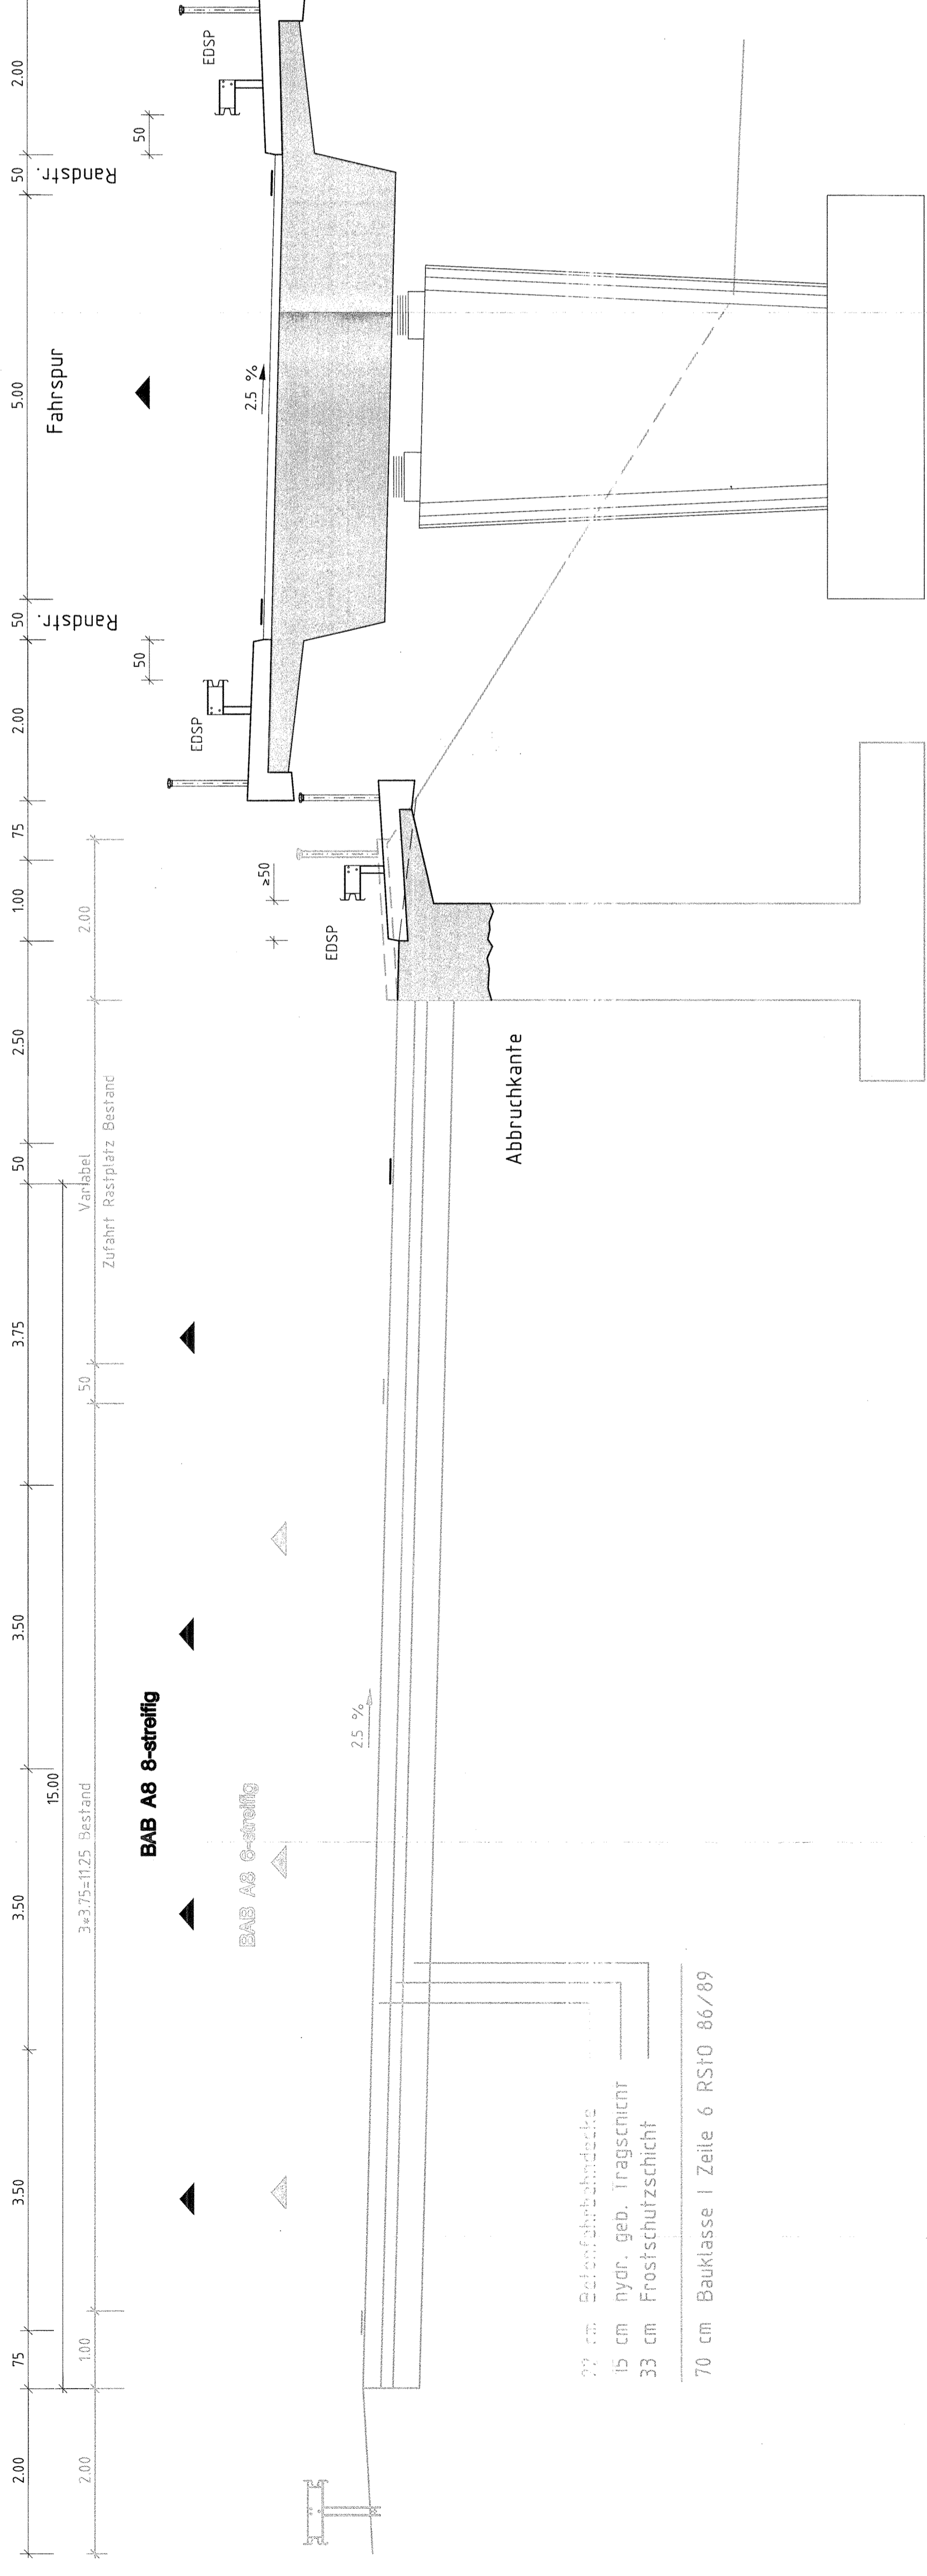 2.00 75 3.50 3.50 3.50 3.75 50 2.50 1.00 75 2.00 50 5.00 50 2.00
15.00
2.00 1.00 3*3.75=11.25 Bestand 50 Variabel 2.00
Zufahrt Rastplatz Bestand
Fahrspur
Randstr.
Randstr.
50
50
BAB A8 8-streifig
BAB A8 6-streifig
EDSP
EDSP
2.5 %
≥50
EDSP
2.5 %
Abbruchkante
cm Betonfahrbahndecke
15 cm hydr. geb. Tragschicht
33 cm Frostschutzschicht
70 cm Bauklasse I Zeile 6 RStO 86/89